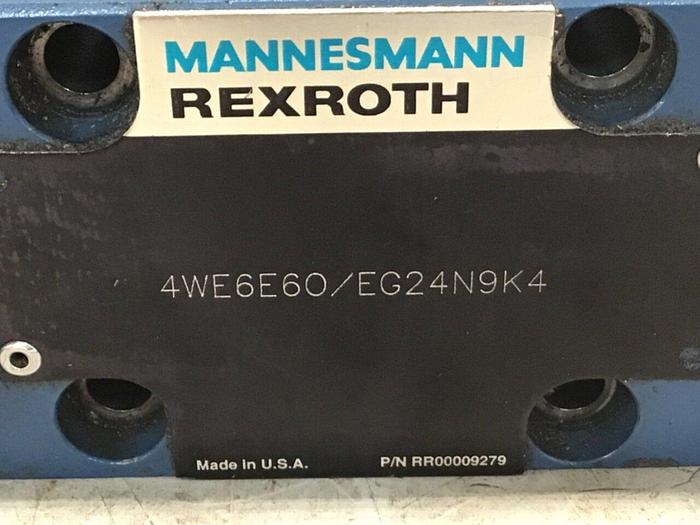 MANNESMANN
REXROTH
4WE6E60/EG24N9K4
Made in U.S.A. P/N RR00009279